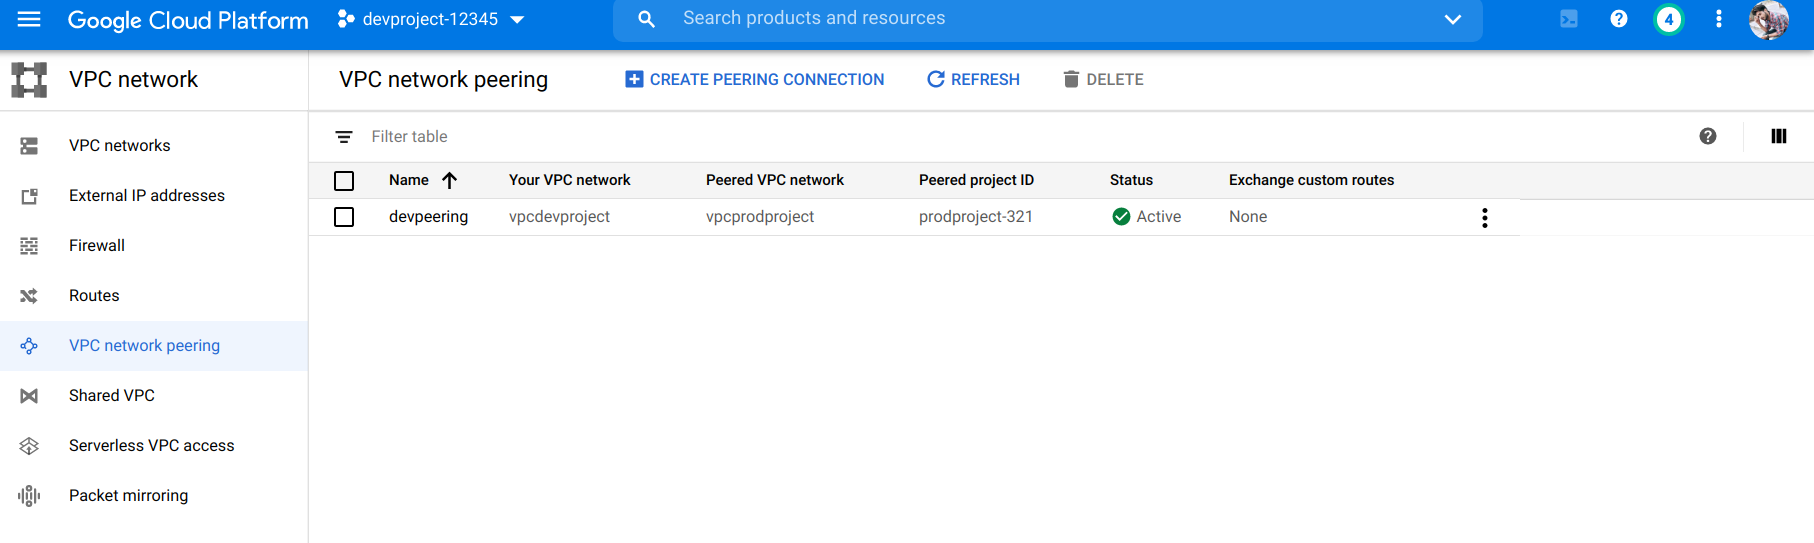 Google Cloud Platform devproject-12345 Search products and resources 4
VPC network VPC network peering CREATE PEERING CONNECTION REFRESH DELETE
VPC networks
External IP addresses
Firewall
Routes
VPC network peering
Shared VPC
Serverless VPC access
Packet mirroring
Filter table
Name Your VPC network Peered VPC network Peered project ID Status Exchange custom routes
devpeering vpcdevproject vpcprodproject prodproject-321 Active None